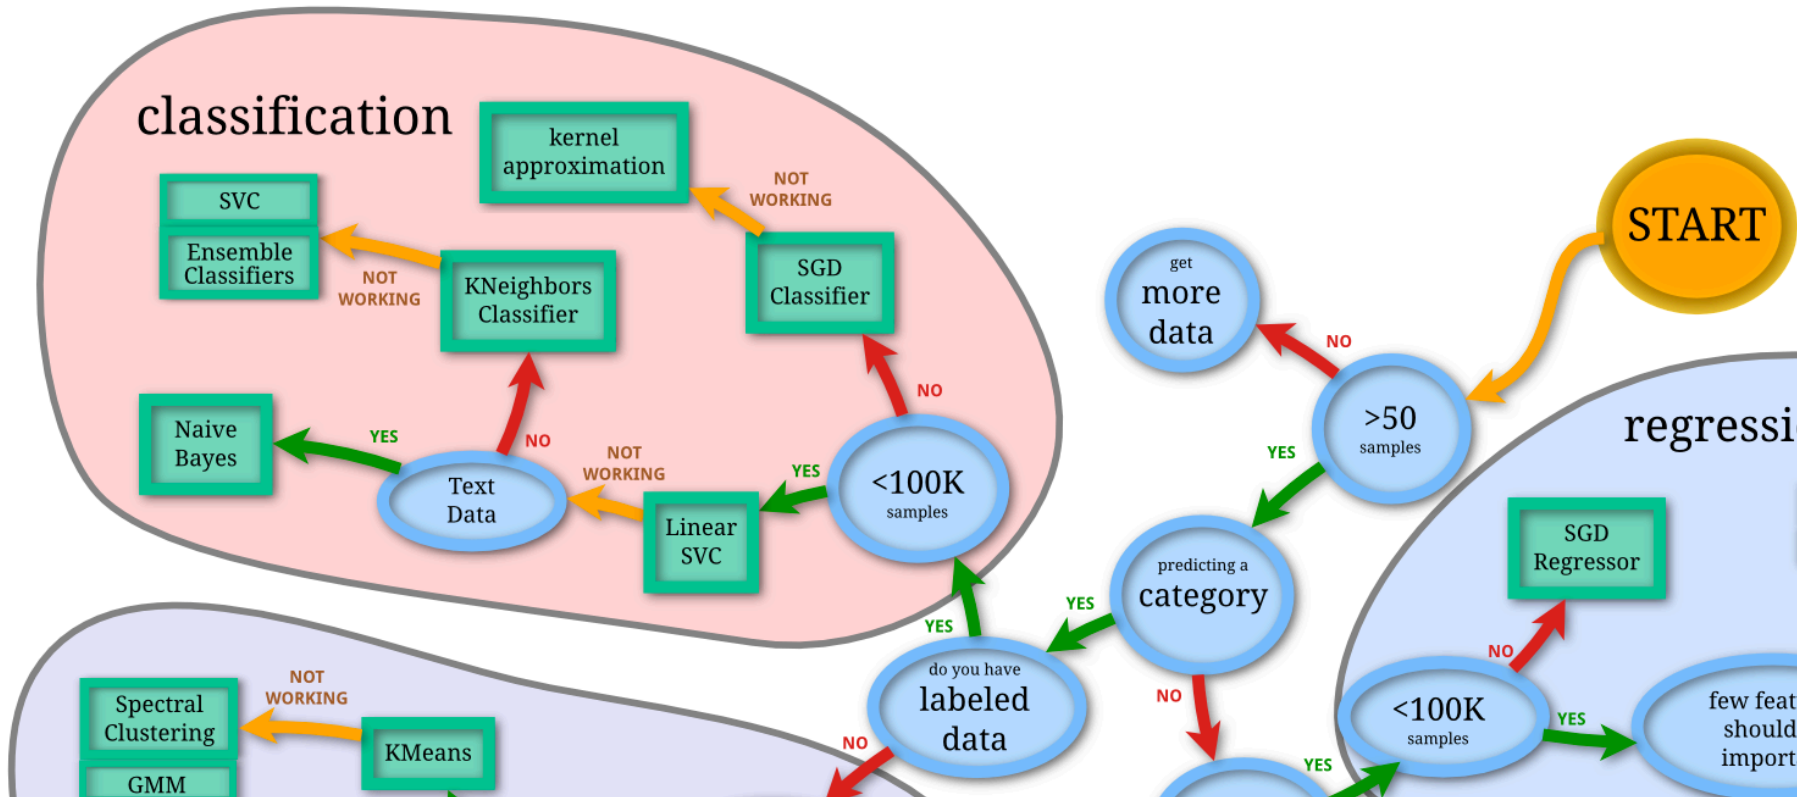 classification
kernel
approximation
NOT
WORKING
SVC
Ensemble
Classifiers
NOT
WORKING
KNeighbors
Classifier
SGD
Classifier
NO
Naive
Bayes
YES
NO
Text
Data
NOT
WORKING
Linear
SVC
YES
<100K
samples
START
get
more
data
NO
>50
samples
YES
predicting a
category
YES
NO
YES
do you have
labeled
data
NO
regressi
SGD
Regressor
NO
<100K
samples
YES
few feat
should
import
YES
Spectral
Clustering
GMM
NOT
WORKING
KMeans